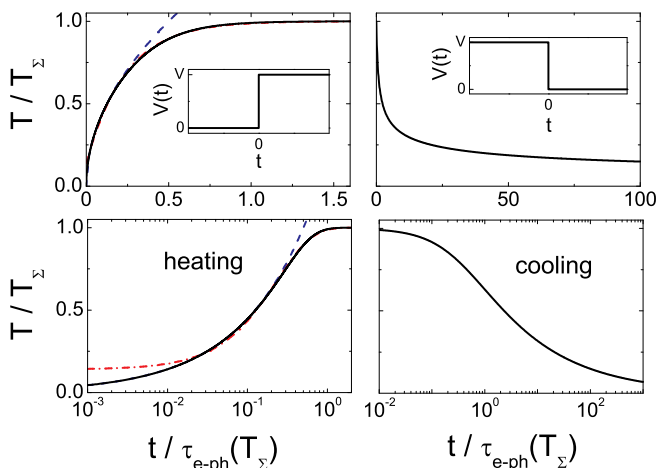 T / T_Σ
1.0
0.5
0.0
0
0.5
1.0
1.5
V(t)
V
0
0
t
V(t)
V
0
0
t
0
50
100
T / T_Σ
1.0
0.5
0.0
heating
10^-3
10^-2
10^-1
10^0
t / τ_e-ph(T_Σ)
cooling
10^-2
10^0
10^2
t / τ_e-ph(T_Σ)